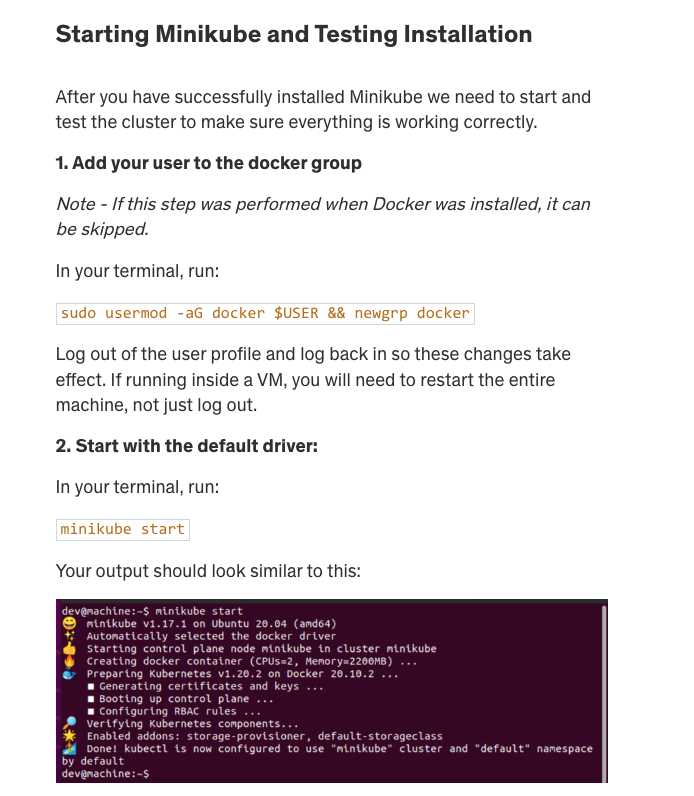 Starting Minikube and Testing Installation
After you have successfully installed Minikube we need to start and
test the cluster to make sure everything is working correctly.
1. Add your user to the docker group
Note - If this step was performed when Docker was installed, it can
be skipped.
In your terminal, run:
sudo usermod -aG docker $USER && newgrp docker
Log out of the user profile and log back in so these changes take
effect. If running inside a VM, you will need to restart the entire
machine, not just log out.
2. Start with the default driver:
In your terminal, run:
minikube start
Your output should look similar to this:
dev@machine:~$ minikube start
minikube v1.17.1 on Ubuntu 20.04 (amd64)
Automatically selected the docker driver
Starting control plane node minikube in cluster minikube
Creating docker container (CPUs=2, Memory=2200MB) ...
Preparing Kubernetes v1.20.2 on Docker 20.10.2 ...
■ Generating certificates and keys ...
■ Booting up control plane ...
■ Configuring RBAC rules ...
Verifying Kubernetes components...
Enabled addons: storage-provisioner, default-storageclass
Done! kubectl is now configured to use "minikube" cluster and "default" namespace
by default
dev@machine:~$